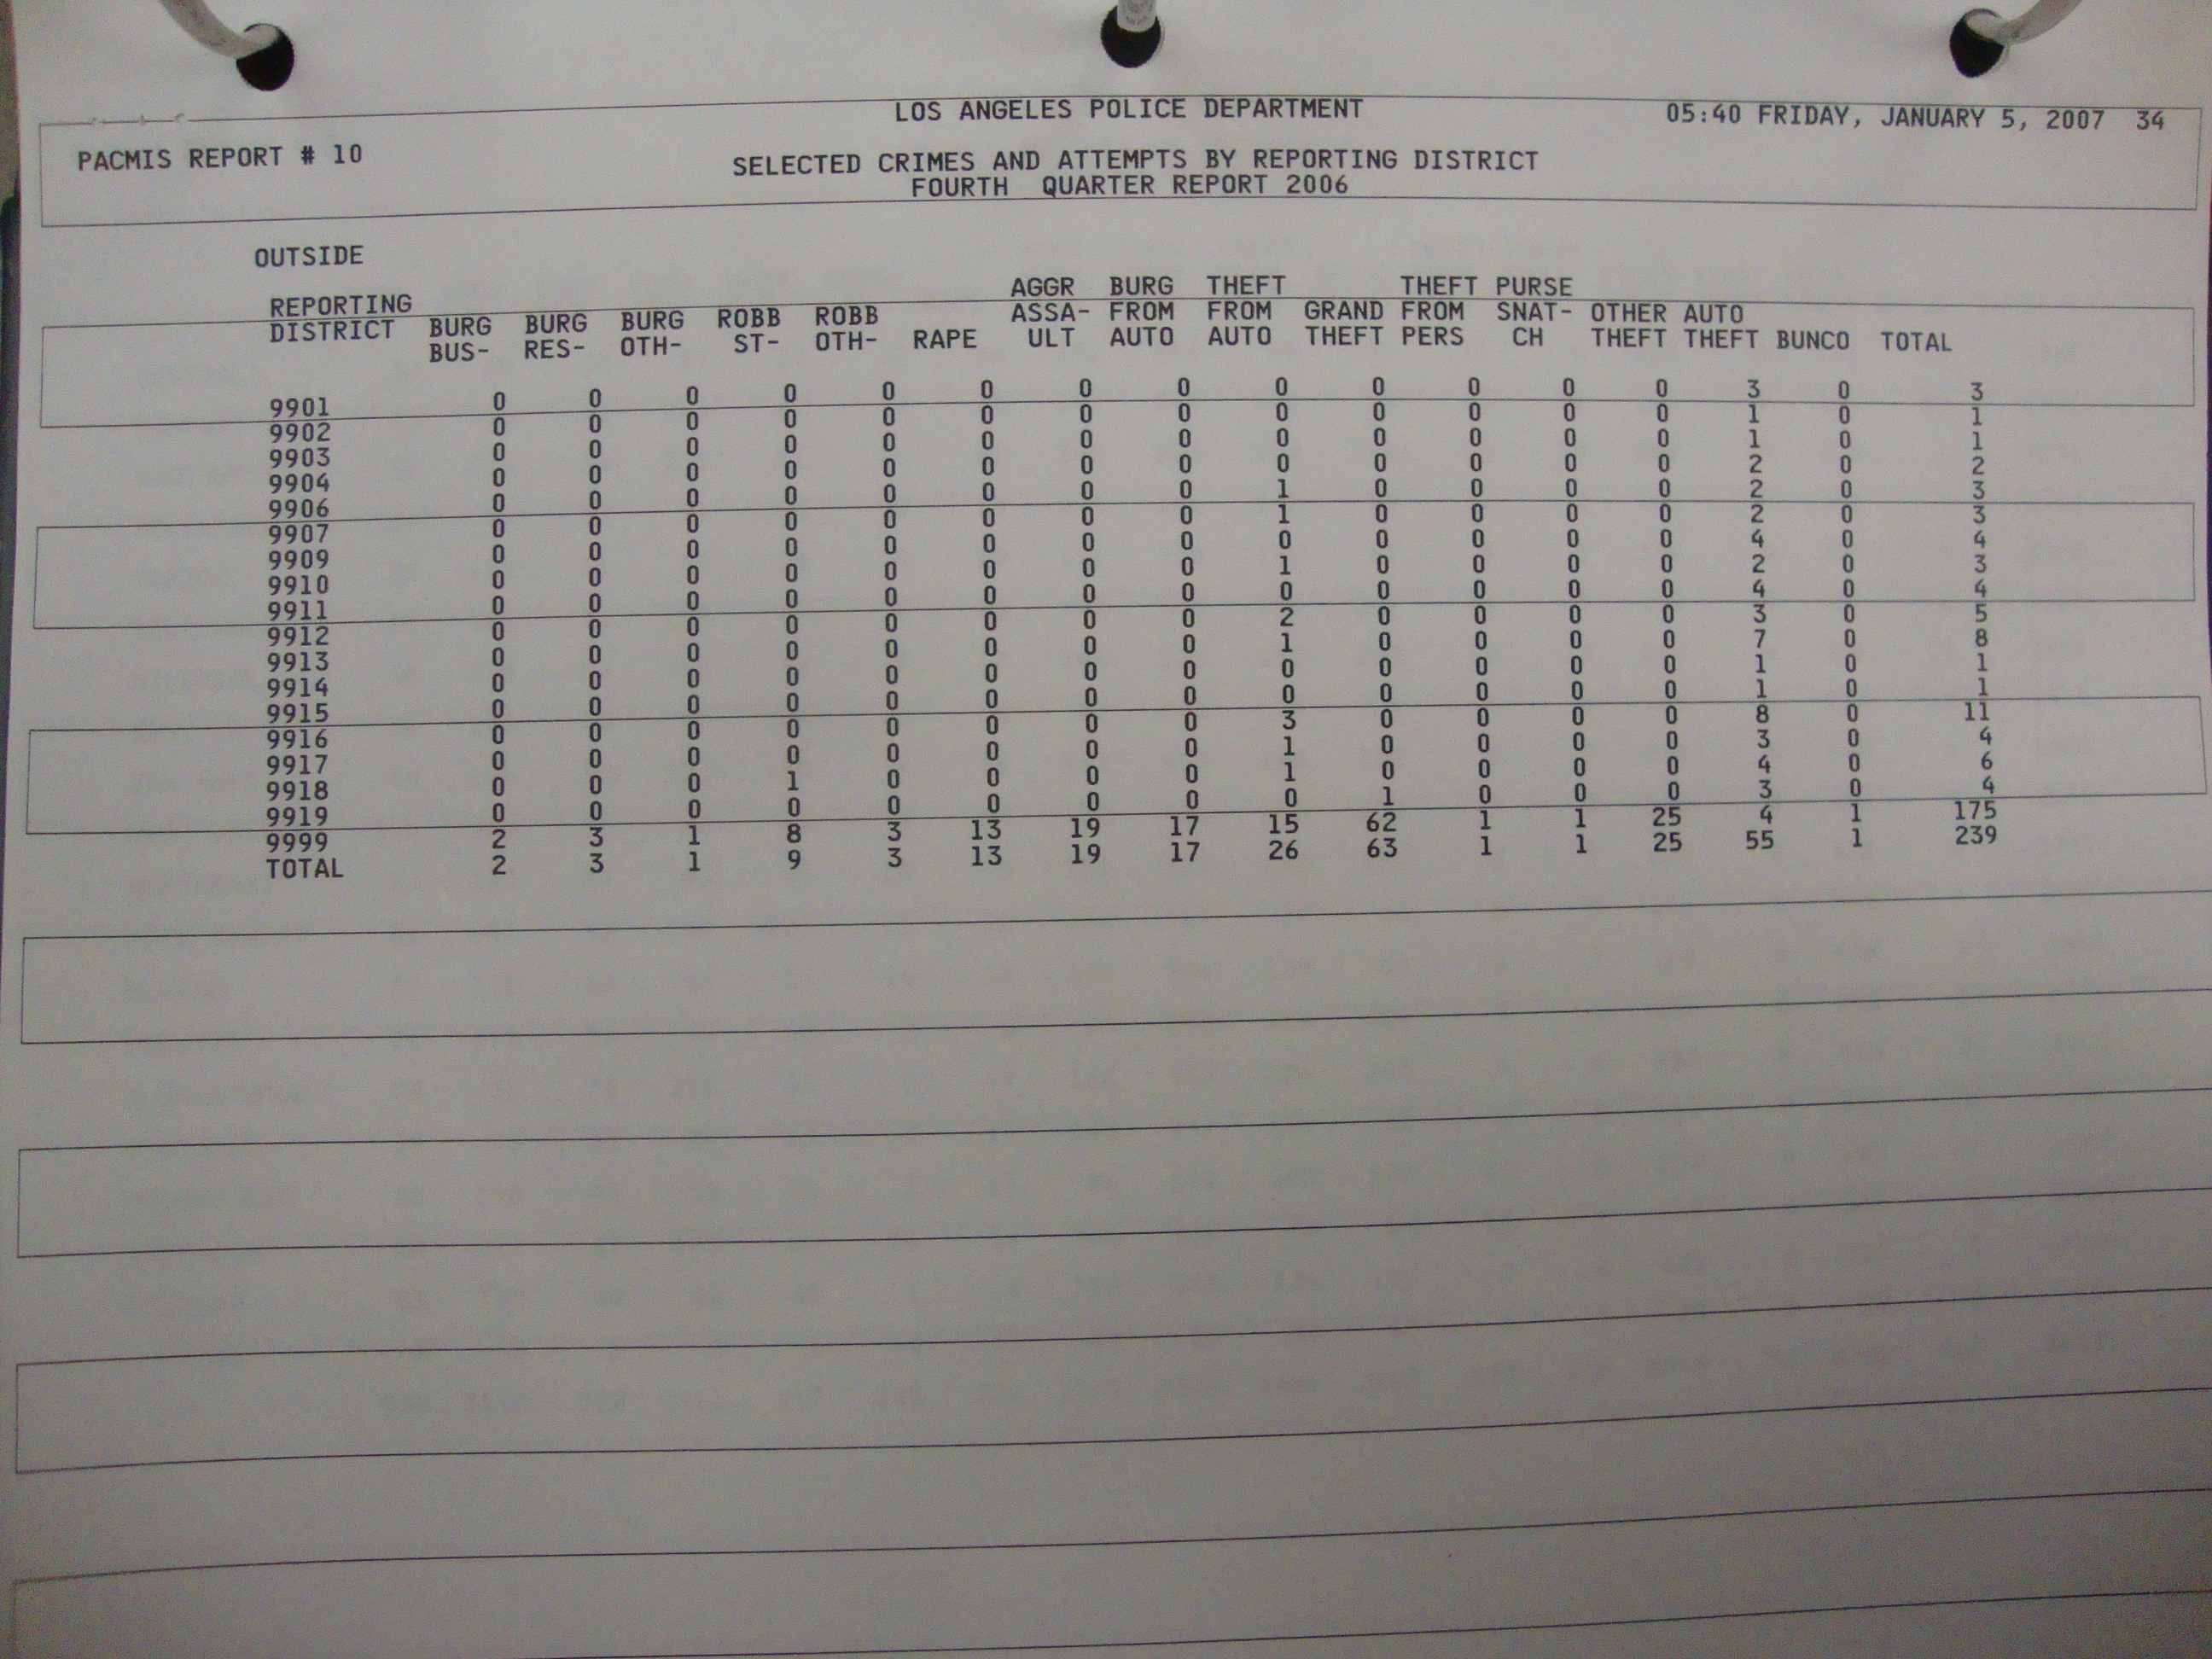 LOS ANGELES POLICE DEPARTMENT 05:40 FRIDAY, JANUARY 5, 2007 34
PACMIS REPORT # 10
SELECTED CRIMES AND ATTEMPTS BY REPORTING DISTRICT
FOURTH QUARTER REPORT 2006
OUTSIDE
AGGR BURG THEFT THEFT PURSE
REPORTING BURG BURG BURG ROBB ROBB ASSA- FROM FROM GRAND FROM SNAT- OTHER AUTO
DISTRICT BUS- RES- OTH- ST- OTH- RAPE ULT AUTO AUTO THEFT PERS CH THEFT THEFT BUNCO TOTAL
9901 0 0 0 0 0 0 0 0 0 0 0 0 0 3 0 3
9902 0 0 0 0 0 0 0 0 0 0 0 0 0 1 0 1
9903 0 0 0 0 0 0 0 0 0 0 0 0 0 1 0 1
9904 0 0 0 0 0 0 0 0 0 0 0 0 0 2 0 2
9906 0 0 0 0 0 0 0 0 1 0 0 0 0 2 0 3
9907 0 0 0 0 0 0 0 0 1 0 0 0 0 2 0 3
9909 0 0 0 0 0 0 0 0 0 0 0 0 0 4 0 4
9910 0 0 0 0 0 0 0 0 1 0 0 0 0 2 0 3
9911 0 0 0 0 0 0 0 0 0 0 0 0 0 4 0 4
9912 0 0 0 0 0 0 0 0 2 0 0 0 0 3 0 5
9913 0 0 0 0 0 0 0 0 1 0 0 0 0 7 0 8
9914 0 0 0 0 0 0 0 0 0 0 0 0 0 1 0 1
9915 0 0 0 0 0 0 0 0 0 0 0 0 0 1 0 1
9916 0 0 0 0 0 0 0 0 3 0 0 0 0 8 0 11
9917 0 0 0 0 0 0 0 0 1 0 0 0 0 3 0 4
9918 0 0 0 1 0 0 0 0 1 0 0 0 0 4 0 6
9919 0 0 0 0 0 0 0 0 0 1 0 0 0 3 0 4
9999 2 3 1 8 3 13 19 17 15 62 1 1 25 4 1 175
TOTAL 2 3 1 9 3 13 19 17 26 63 1 1 25 55 1 239